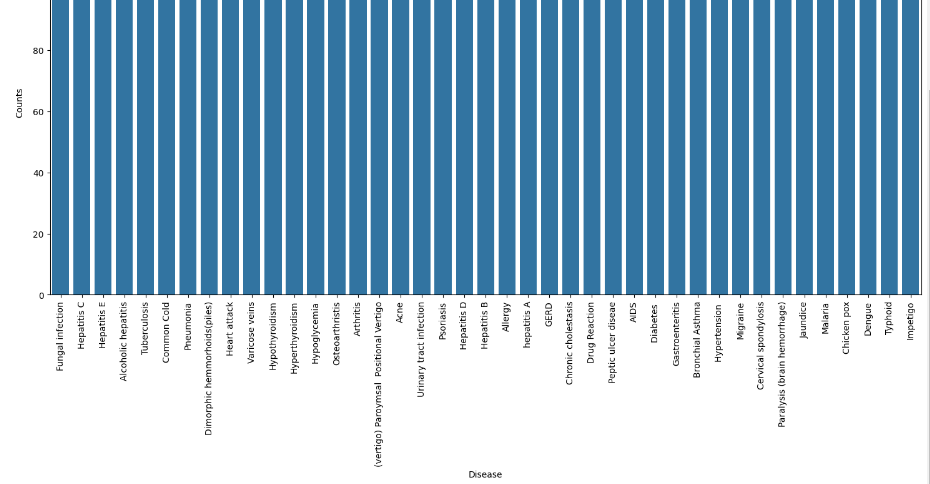 80
60
40
20
0
Counts
Fungal infection
Hepatitis C
Hepatitis E
Alcoholic hepatitis
Tuberculosis
Common Cold
Pneumonia
Dimorphic hemmorhoids(piles)
Heart attack
Varicose veins
Hypothyroidism
Hyperthyroidism
Hypoglycemia
Osteoarthristis
Arthritis
(vertigo) Paroymsal  Positional Vertigo
Acne
Urinary tract infection
Psoriasis
Hepatitis D
Hepatitis B
Allergy
hepatitis A
GERD
Chronic cholestasis
Drug Reaction
Peptic ulcer diseae
AIDS
Diabetes
Gastroenteritis
Bronchial Asthma
Hypertension
Migraine
Cervical spondylosis
Paralysis (brain hemorrhage)
Jaundice
Malaria
Chicken pox
Dengue
Typhoid
Impetigo
Disease